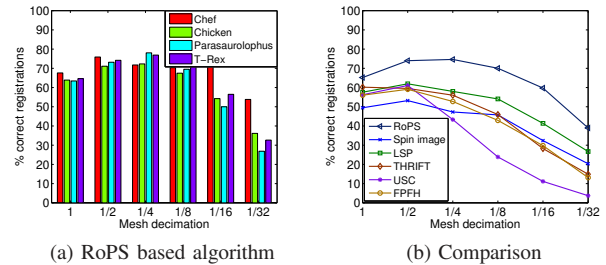 100
90
80
70
60
50
40
30
20
10
0
% correct registrations
Chef
Chicken
Parasaurolophus
T-Rex
1 1/2 1/4 1/8 1/16 1/32
Mesh decimation
(a) RoPS based algorithm
100
90
80
70
60
50
40
30
20
10
0
% correct registrations
RoPS
Spin image
LSP
THRIFT
USC
FPFH
1 1/2 1/4 1/8 1/16 1/32
Mesh decimation
(b) Comparison